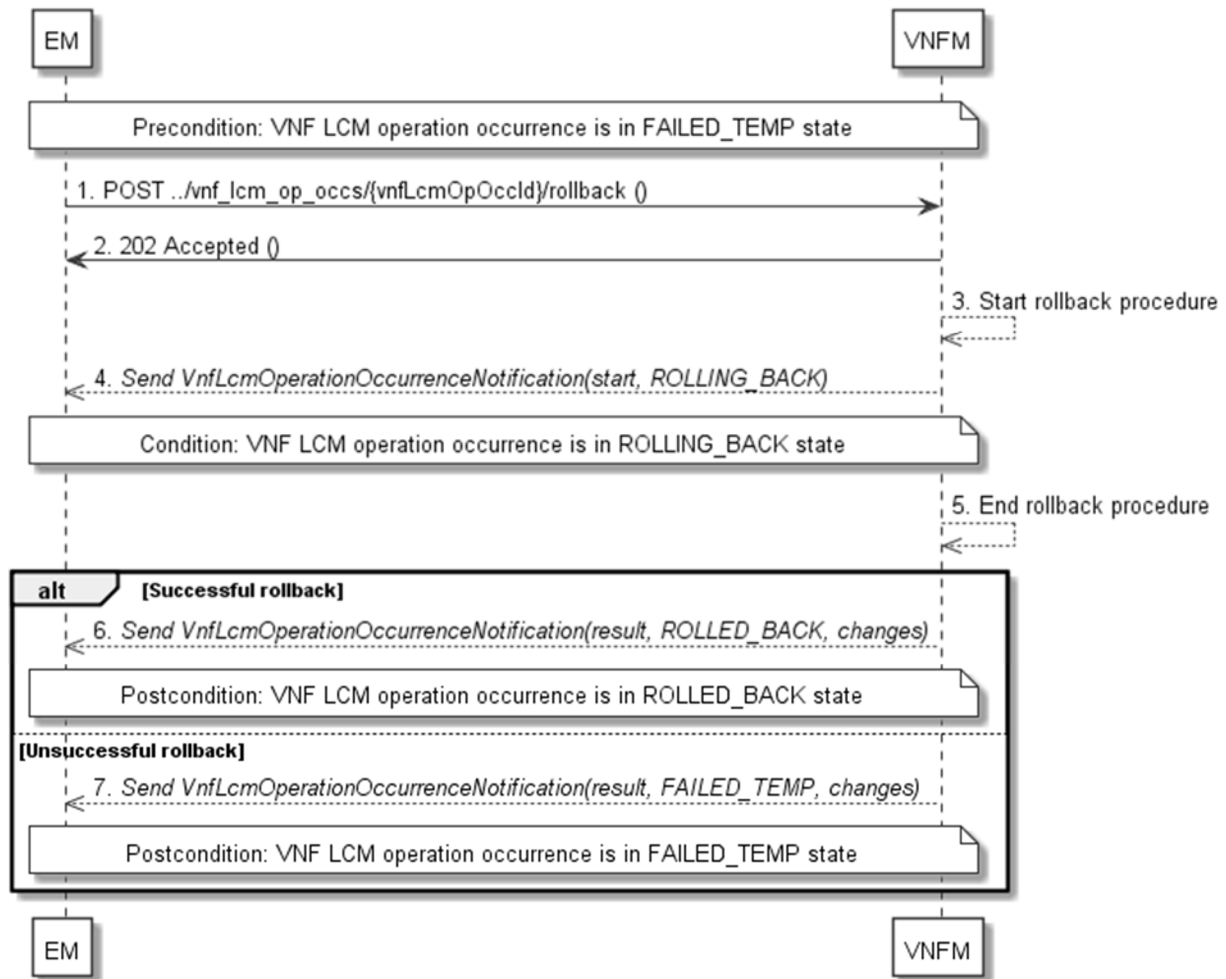 EM
VNFM
Precondition: VNF LCM operation occurrence is in FAILED_TEMP state
1. POST ../vnf_lcm_op_occs/{vnfLcmOpOccId}/rollback ()
2. 202 Accepted ()
3. Start rollback procedure
4. Send VnfLcmOperationOccurrenceNotification(start, ROLLING_BACK)
Condition: VNF LCM operation occurrence is in ROLLING_BACK state
5. End rollback procedure
alt
[Successful rollback]
6. Send VnfLcmOperationOccurrenceNotification(result, ROLLED_BACK, changes)
Postcondition: VNF LCM operation occurrence is in ROLLED_BACK state
[Unsuccessful rollback]
7. Send VnfLcmOperationOccurrenceNotification(result, FAILED_TEMP, changes)
Postcondition: VNF LCM operation occurrence is in FAILED_TEMP state
EM
VNFM